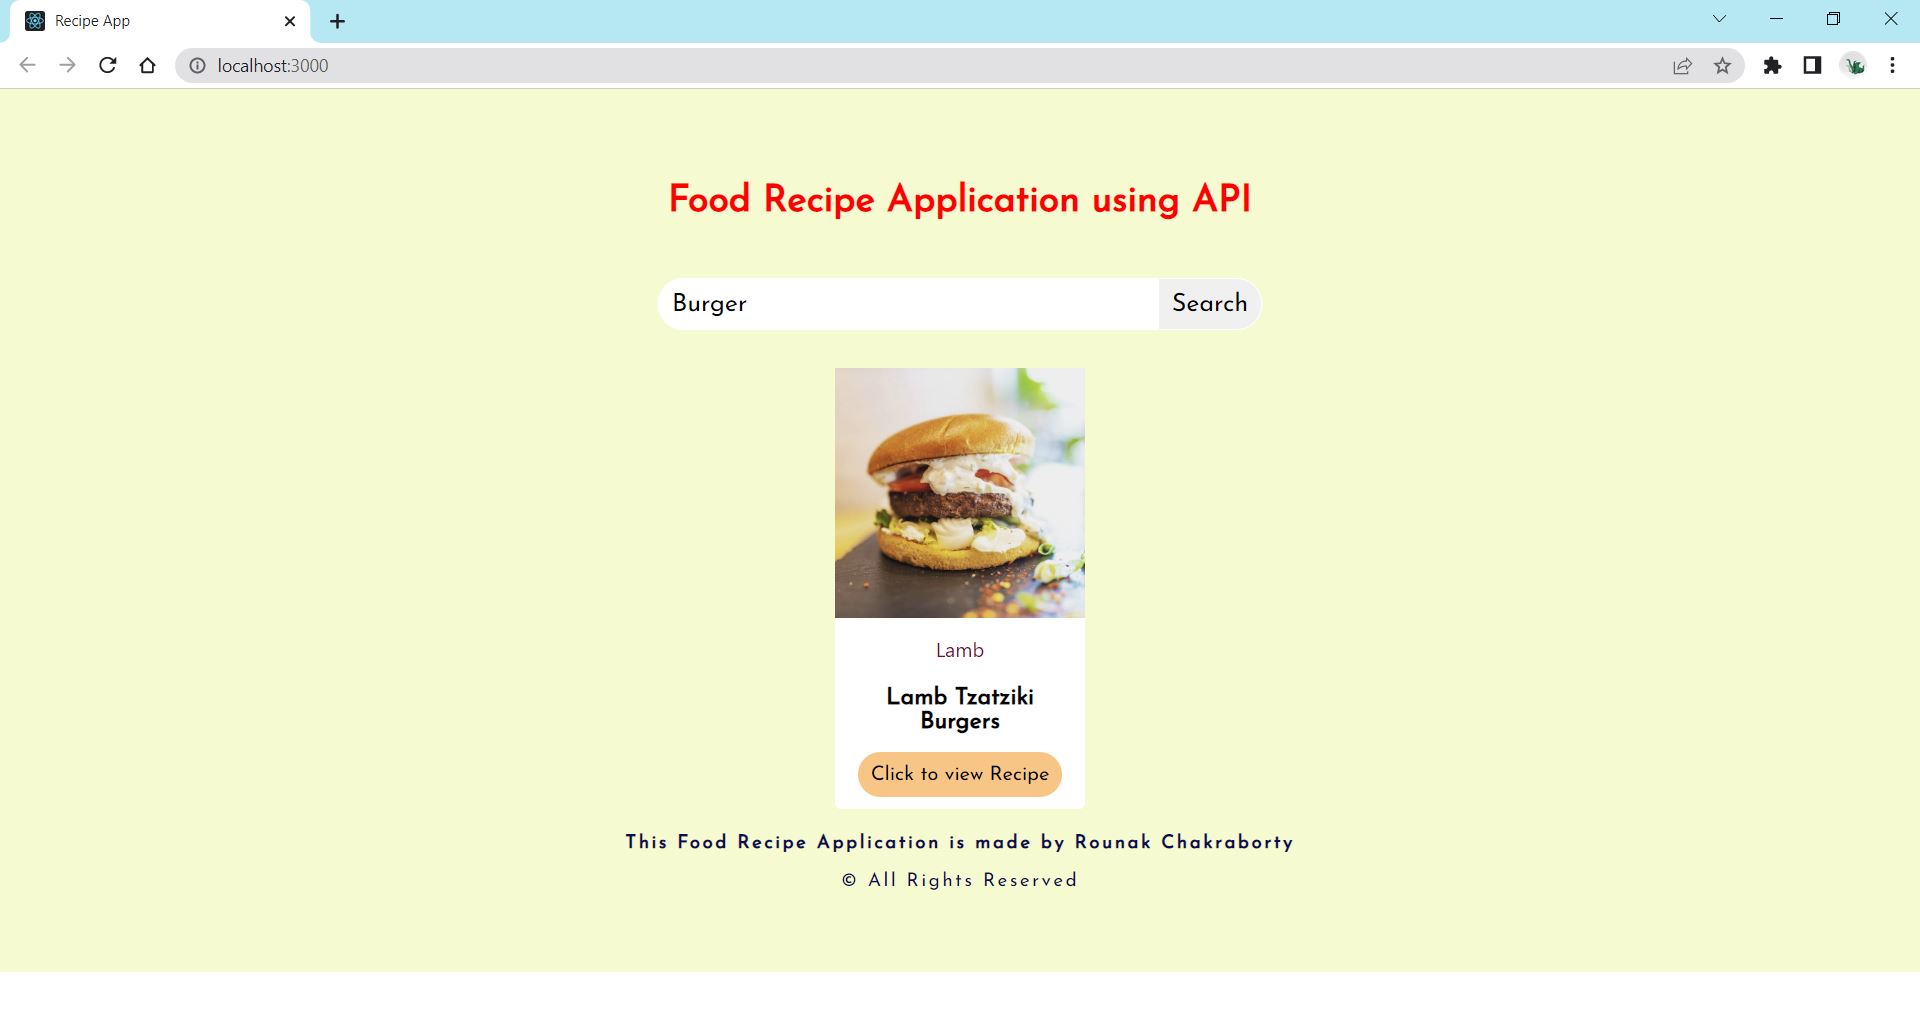 Recipe App
localhost:3000
Food Recipe Application using API
Burger
Search
Lamb
Lamb Tzatziki
Burgers
Click to view Recipe
This Food Recipe Application is made by Rounak Chakraborty
© All Rights Reserved